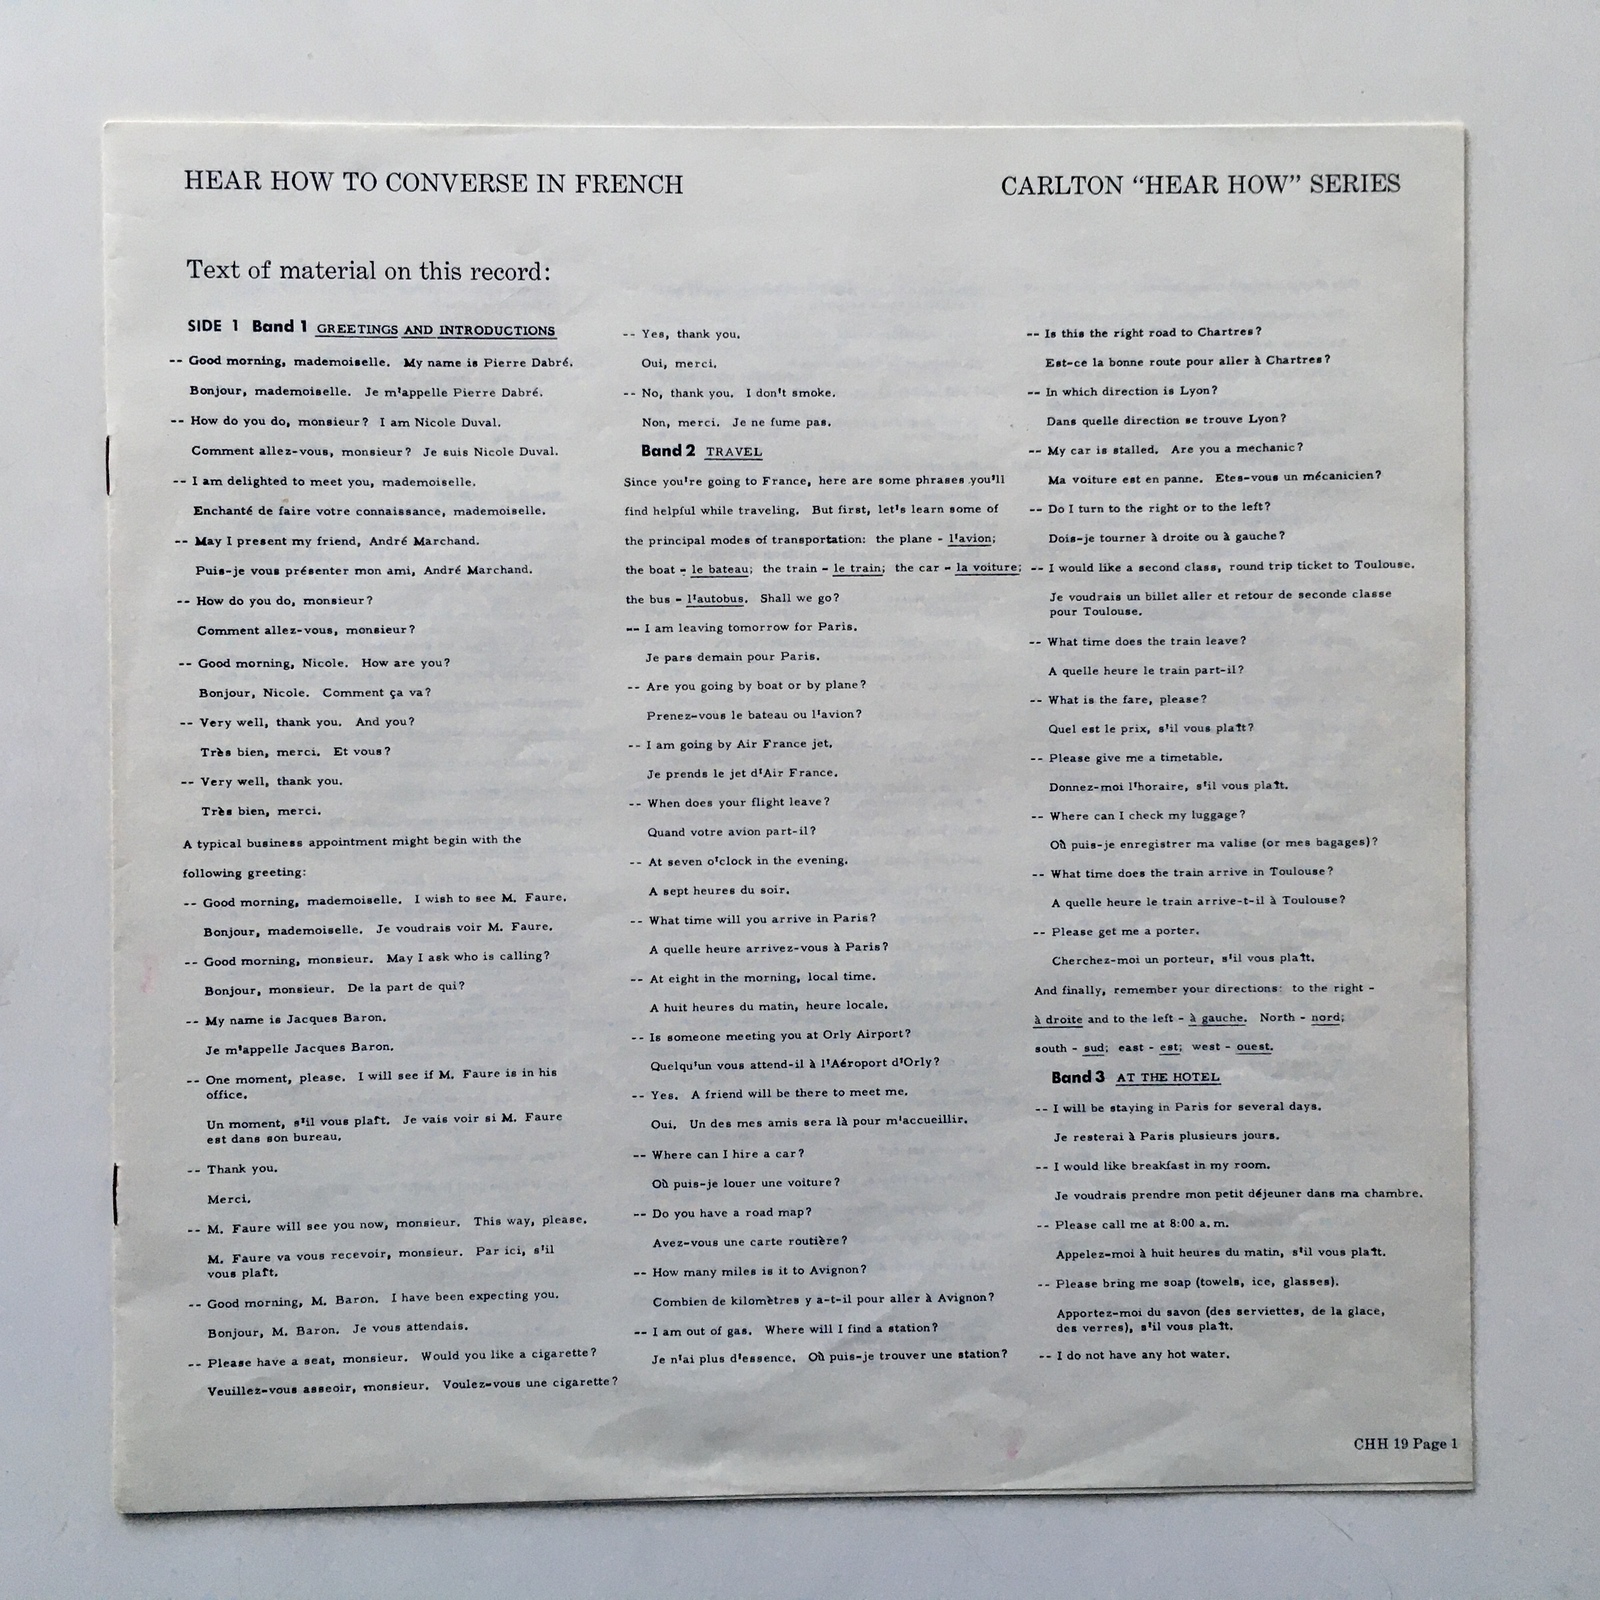 HEAR HOW TO CONVERSE IN FRENCH
CARLTON “HEAR HOW” SERIES
Text of material on this record:
SIDE 1 Band 1 GREETINGS AND INTRODUCTIONS
-- Good morning, mademoiselle. My name is Pierre Dabré.
Bonjour, mademoiselle. Je m'appelle Pierre Dabré.
-- How do you do, monsieur? I am Nicole Duval.
Comment allez-vous, monsieur? Je suis Nicole Duval.
-- I am delighted to meet you, mademoiselle.
Enchanté de faire votre connaissance, mademoiselle.
-- May I present my friend, André Marchand.
Puis-je vous présenter mon ami, André Marchand.
-- How do you do, monsieur?
Comment allez-vous, monsieur?
-- Good morning, Nicole. How are you?
Bonjour, Nicole. Comment ça va?
-- Very well, thank you. And you?
Très bien, merci. Et vous?
-- Very well, thank you.
Très bien, merci.
A typical business appointment might begin with the
following greeting:
-- Good morning, mademoiselle. I wish to see M. Faure.
Bonjour, mademoiselle. Je voudrais voir M. Faure.
-- Good morning, monsieur. May I ask who is calling?
Bonjour, monsieur. De la part de qui?
-- My name is Jacques Baron.
Je m'appelle Jacques Baron.
-- One moment, please. I will see if M. Faure is in his
office.
Un moment, s'il vous plaît. Je vais voir si M. Faure
est dans son bureau.
-- Thank you.
Merci.
-- M. Faure will see you now, monsieur. This way, please.
M. Faure va vous recevoir, monsieur. Par ici, s'il
vous plaît.
-- Good morning, M. Baron. I have been expecting you.
Bonjour, M. Baron. Je vous attendais.
-- Please have a seat, monsieur. Would you like a cigarette?
Veuillez-vous asseoir, monsieur. Voulez-vous une cigarette?
-- Yes, thank you.
Oui, merci.
-- No, thank you. I don't smoke.
Non, merci. Je ne fume pas.
Band 2 TRAVEL
Since you're going to France, here are some phrases you'll
find helpful while traveling. But first, let's learn some of
the principal modes of transportation: the plane - l'avion;
the boat - le bateau; the train - le train; the car - la voiture;
the bus - l'autobus. Shall we go?
-- I am leaving tomorrow for Paris.
Je pars demain pour Paris.
-- Are you going by boat or by plane?
Prenez-vous le bateau ou l'avion?
-- I am going by Air France jet.
Je prends le jet d'Air France.
-- When does your flight leave?
Quand votre avion part-il?
-- At seven o'clock in the evening.
A sept heures du soir.
-- What time will you arrive in Paris?
A quelle heure arrivez-vous à Paris?
-- At eight in the morning, local time.
A huit heures du matin, heure locale.
-- Is someone meeting you at Orly Airport?
Quelqu'un vous attend-il à l'Aéroport d'Orly?
-- Yes. A friend will be there to meet me.
Oui. Un des mes amis sera là pour m'accueillir.
-- Where can I hire a car?
Où puis-je louer une voiture?
-- Do you have a road map?
Avez-vous une carte routière?
-- How many miles is it to Avignon?
Combien de kilomètres y a-t-il pour aller à Avignon?
-- I am out of gas. Where will I find a station?
Je n'ai plus d'essence. Où puis-je trouver une station?
-- Is this the right road to Chartres?
Est-ce la bonne route pour aller à Chartres?
-- In which direction is Lyon?
Dans quelle direction se trouve Lyon?
-- My car is stalled. Are you a mechanic?
Ma voiture est en panne. Etes-vous un mécanicien?
-- Do I turn to the right or to the left?
Dois-je tourner à droite ou à gauche?
-- I would like a second class, round trip ticket to Toulouse.
Je voudrais un billet aller et retour de seconde classe
pour Toulouse.
-- What time does the train leave?
A quelle heure le train part-il?
-- What is the fare, please?
Quel est le prix, s'il vous plaît?
-- Please give me a timetable.
Donnez-moi l'horaire, s'il vous plaît.
-- Where can I check my luggage?
Où puis-je enregistrer ma valise (or mes bagages)?
-- What time does the train arrive in Toulouse?
A quelle heure le train arrive-t-il à Toulouse?
-- Please get me a porter.
Cherchez-moi un porteur, s'il vous plaît.
And finally, remember your directions: to the right -
à droite and to the left - à gauche. North - nord;
south - sud; east - est; west - ouest.
Band 3 AT THE HOTEL
-- I will be staying in Paris for several days.
Je resterai à Paris plusieurs jours.
-- I would like breakfast in my room.
Je voudrais prendre mon petit déjeuner dans ma chambre.
-- Please call me at 8:00 a.m.
Appelez-moi à huit heures du matin, s'il vous plaît.
-- Please bring me soap (towels, ice, glasses).
Apportez-moi du savon (des serviettes, de la glace,
des verres), s'il vous plaît.
-- I do not have any hot water.
CHH 19 Page 1